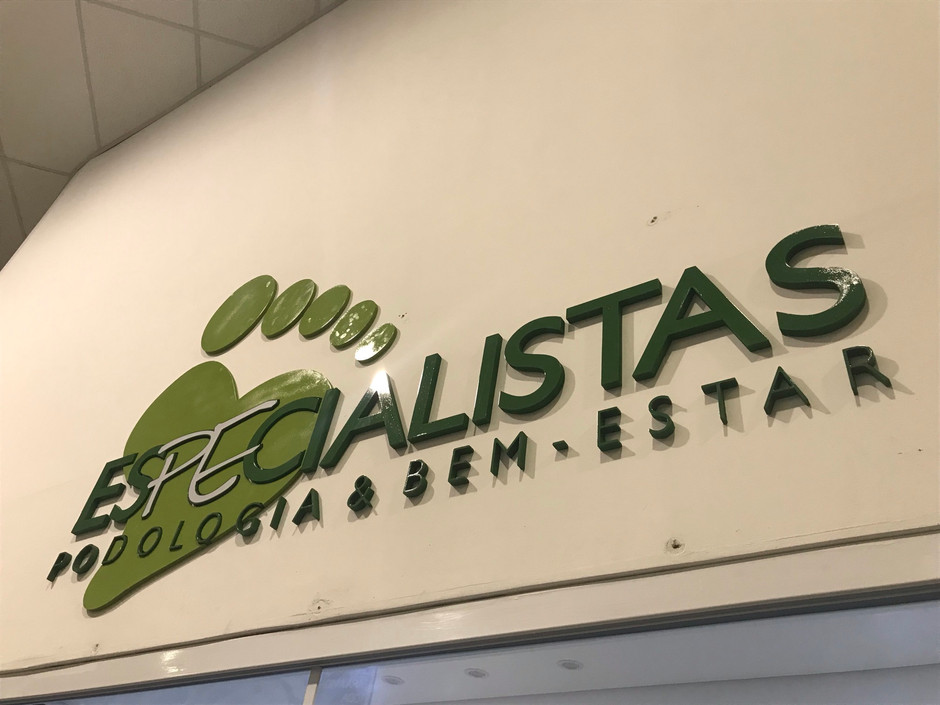 ESPECIALISTAS
PODOLOGIA & BEM-ESTAR